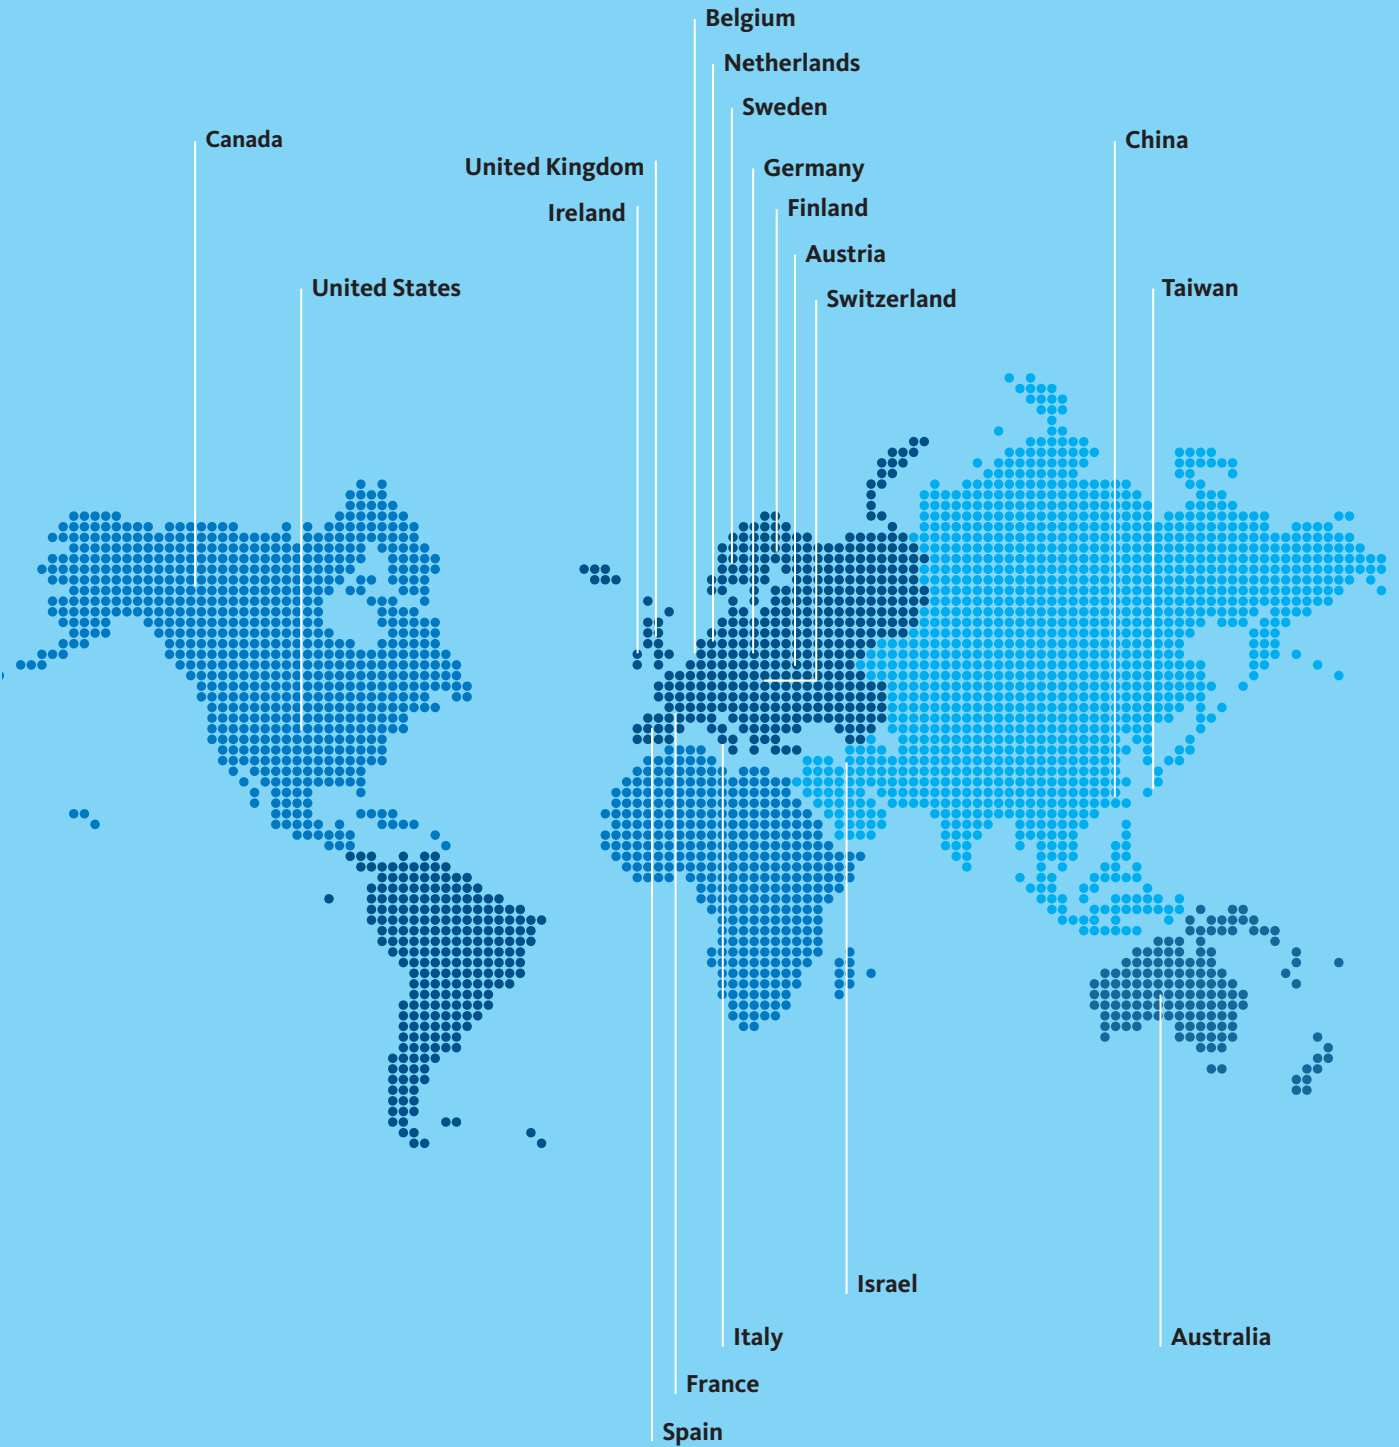 Belgium
Netherlands
Sweden
Canada
China
United Kingdom
Germany
Finland
Ireland
Austria
United States
Taiwan
Switzerland
Israel
Italy
Australia
France
Spain